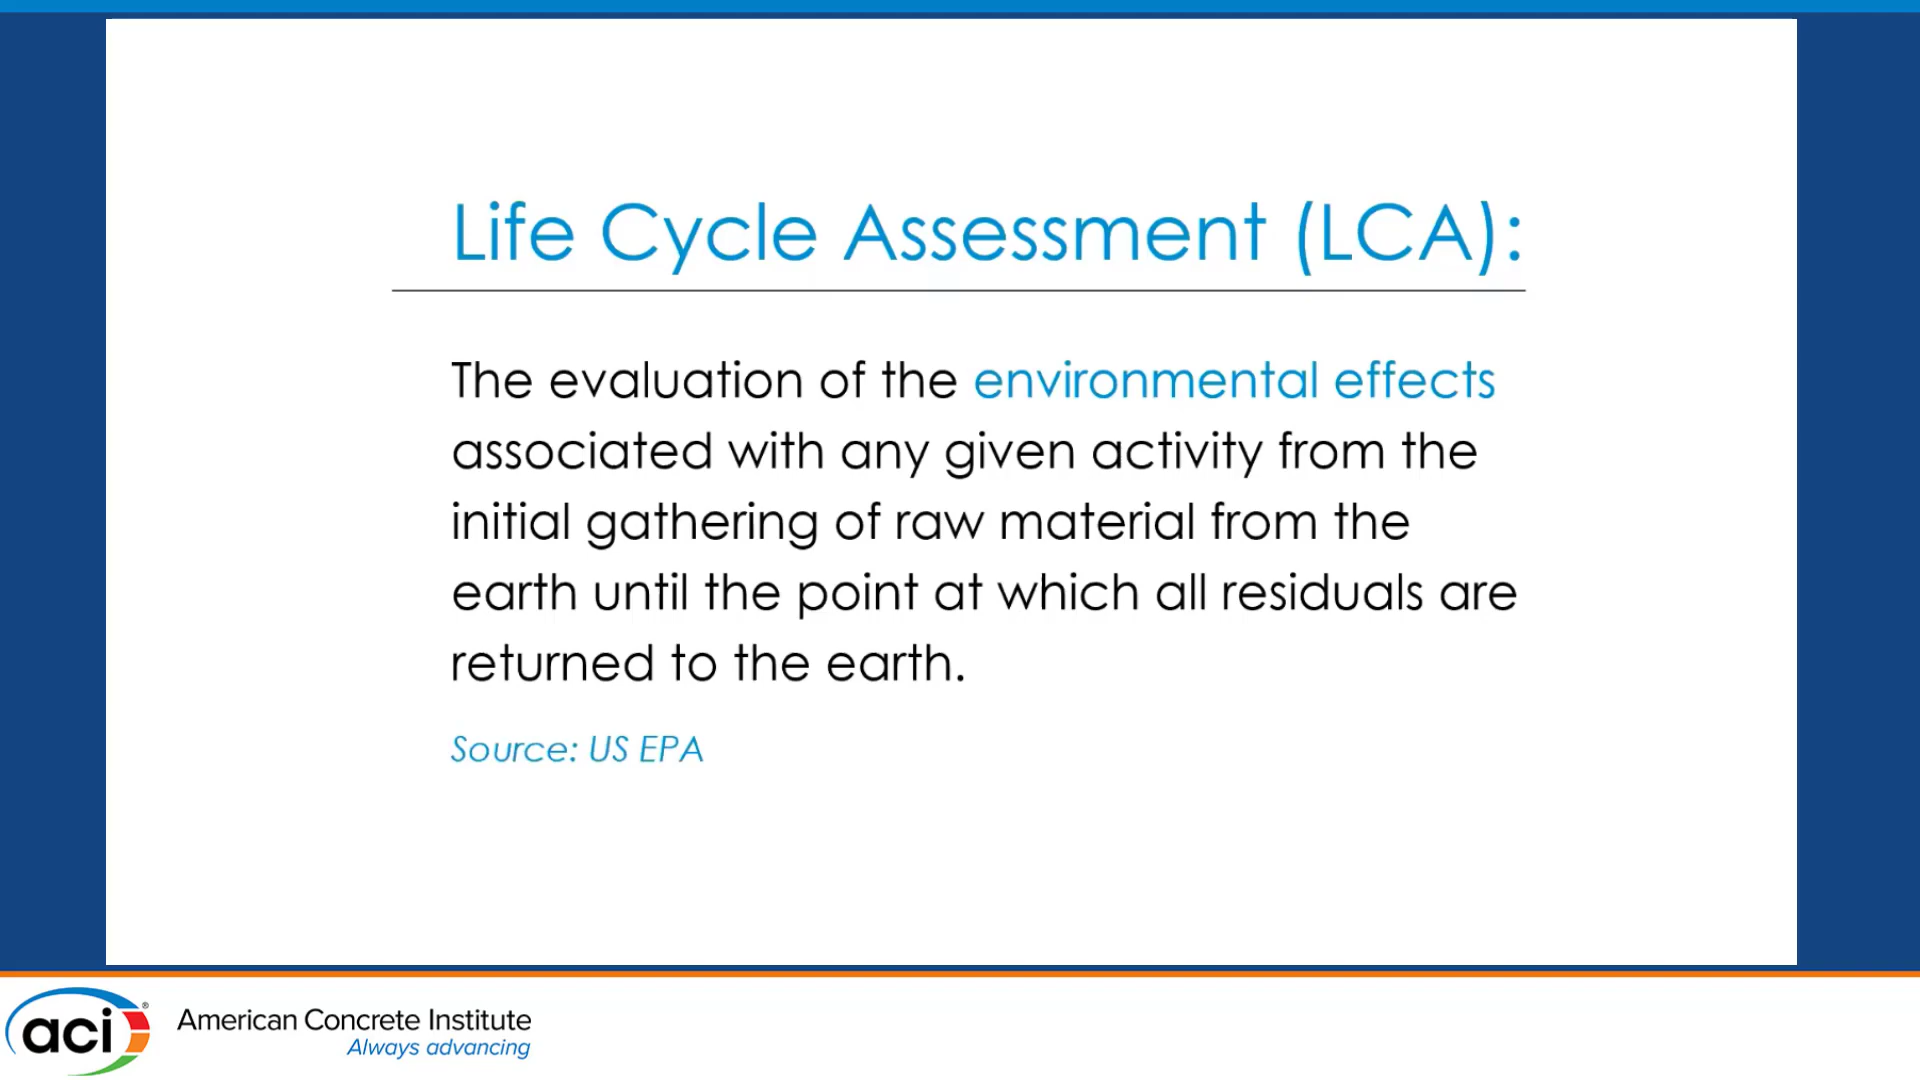 Life Cycle Assessment (LCA):
The evaluation of the environmental effects
associated with any given activity from the
initial gathering of raw material from the
earth until the point at which all residuals are
returned to the earth.
Source: US EPA
aci®
American Concrete Institute
Always advancing